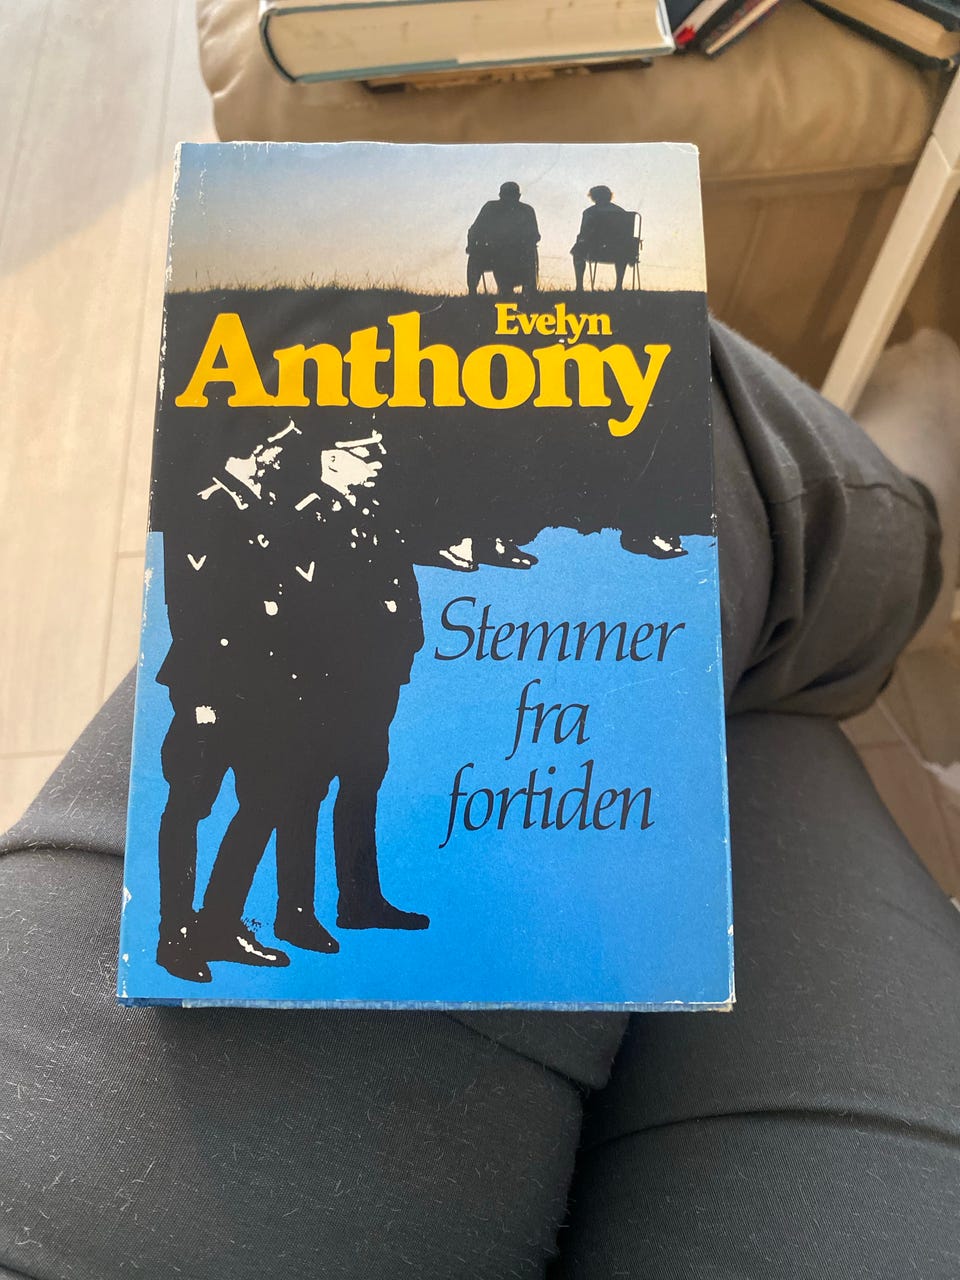 Evelyn
Anthony
Stemmer
fra
fortiden